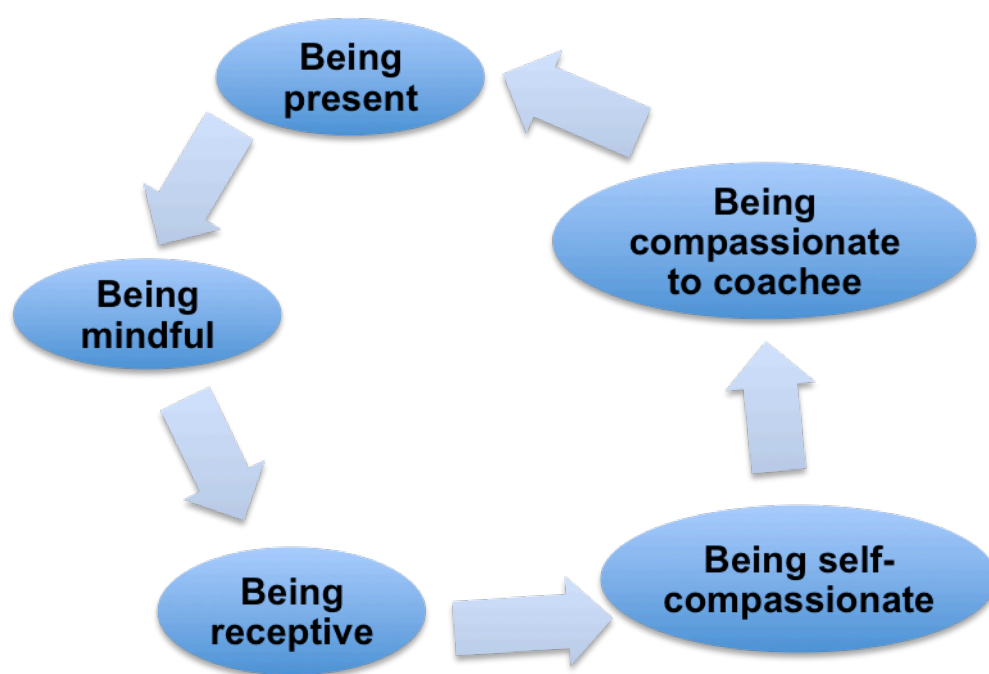 Being
present
Being
compassionate
to coachee
Being
mindful
Being self-
compassionate
Being
receptive